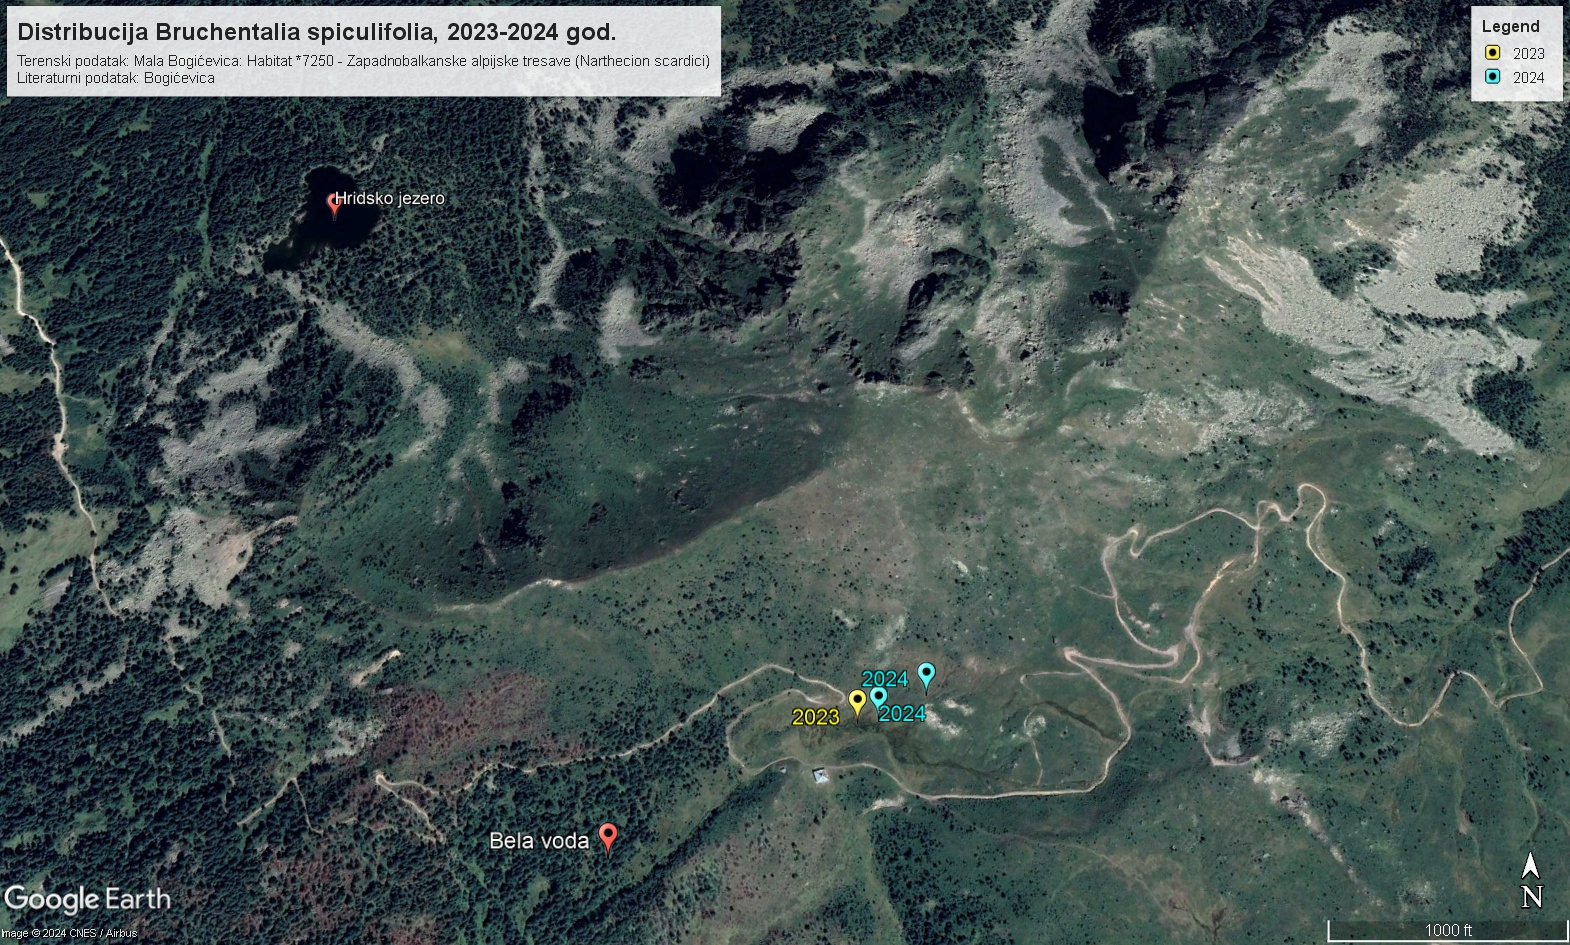 Distribucija Bruchentalia spiculifolia, 2023-2024 god.
Terenski podatak: Mala Bogićevica: Habitat *7250 - Zapadnobalkanske alpijske tresave (Narthecion scardici)
Literaturni podatak: Bogićevica
Legend
2023
2024
Hridsko jezero
2024
2023
2024
Bela voda
Google Earth
Image © 2024 CNES / Airbus
N
1000 ft